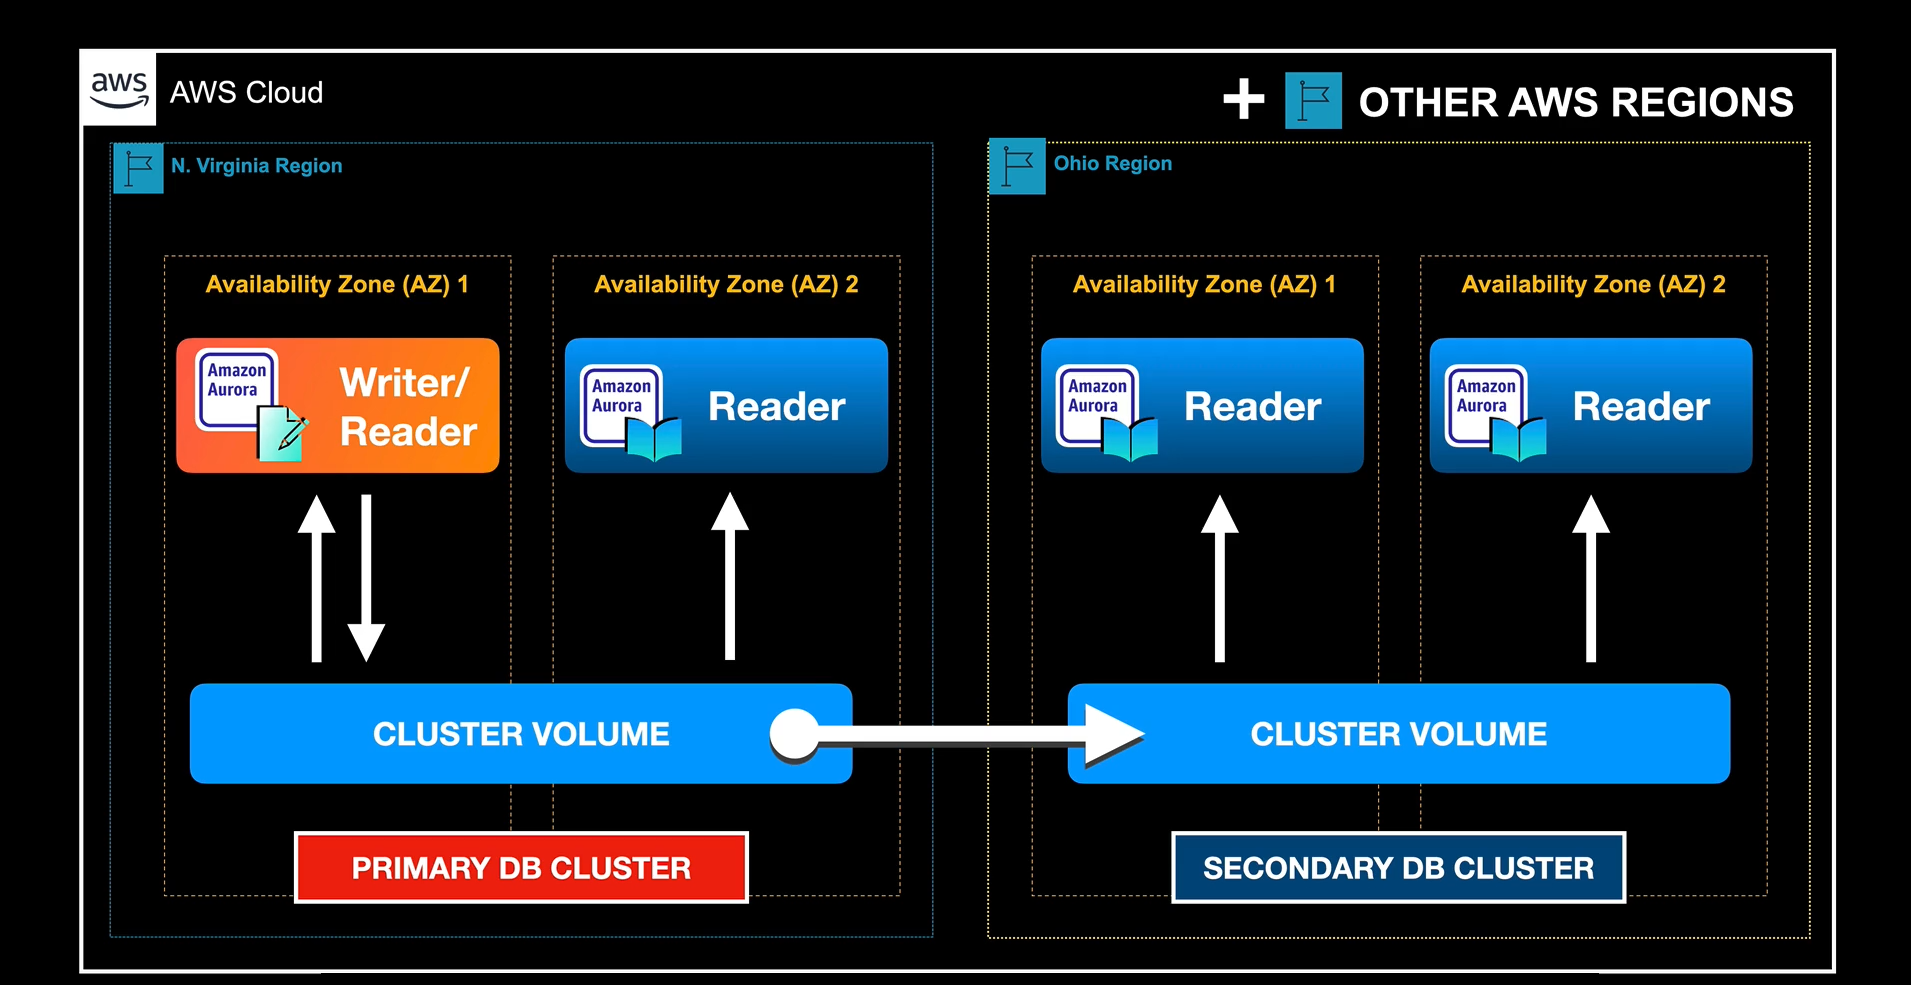 aws
AWS Cloud
+ OTHER AWS REGIONS
N. Virginia Region
Ohio Region
Availability Zone (AZ) 1
Availability Zone (AZ) 2
Availability Zone (AZ) 1
Availability Zone (AZ) 2
Amazon
Aurora
Writer/
Reader
Amazon
Aurora
Reader
Amazon
Aurora
Reader
Amazon
Aurora
Reader
CLUSTER VOLUME
CLUSTER VOLUME
PRIMARY DB CLUSTER
SECONDARY DB CLUSTER